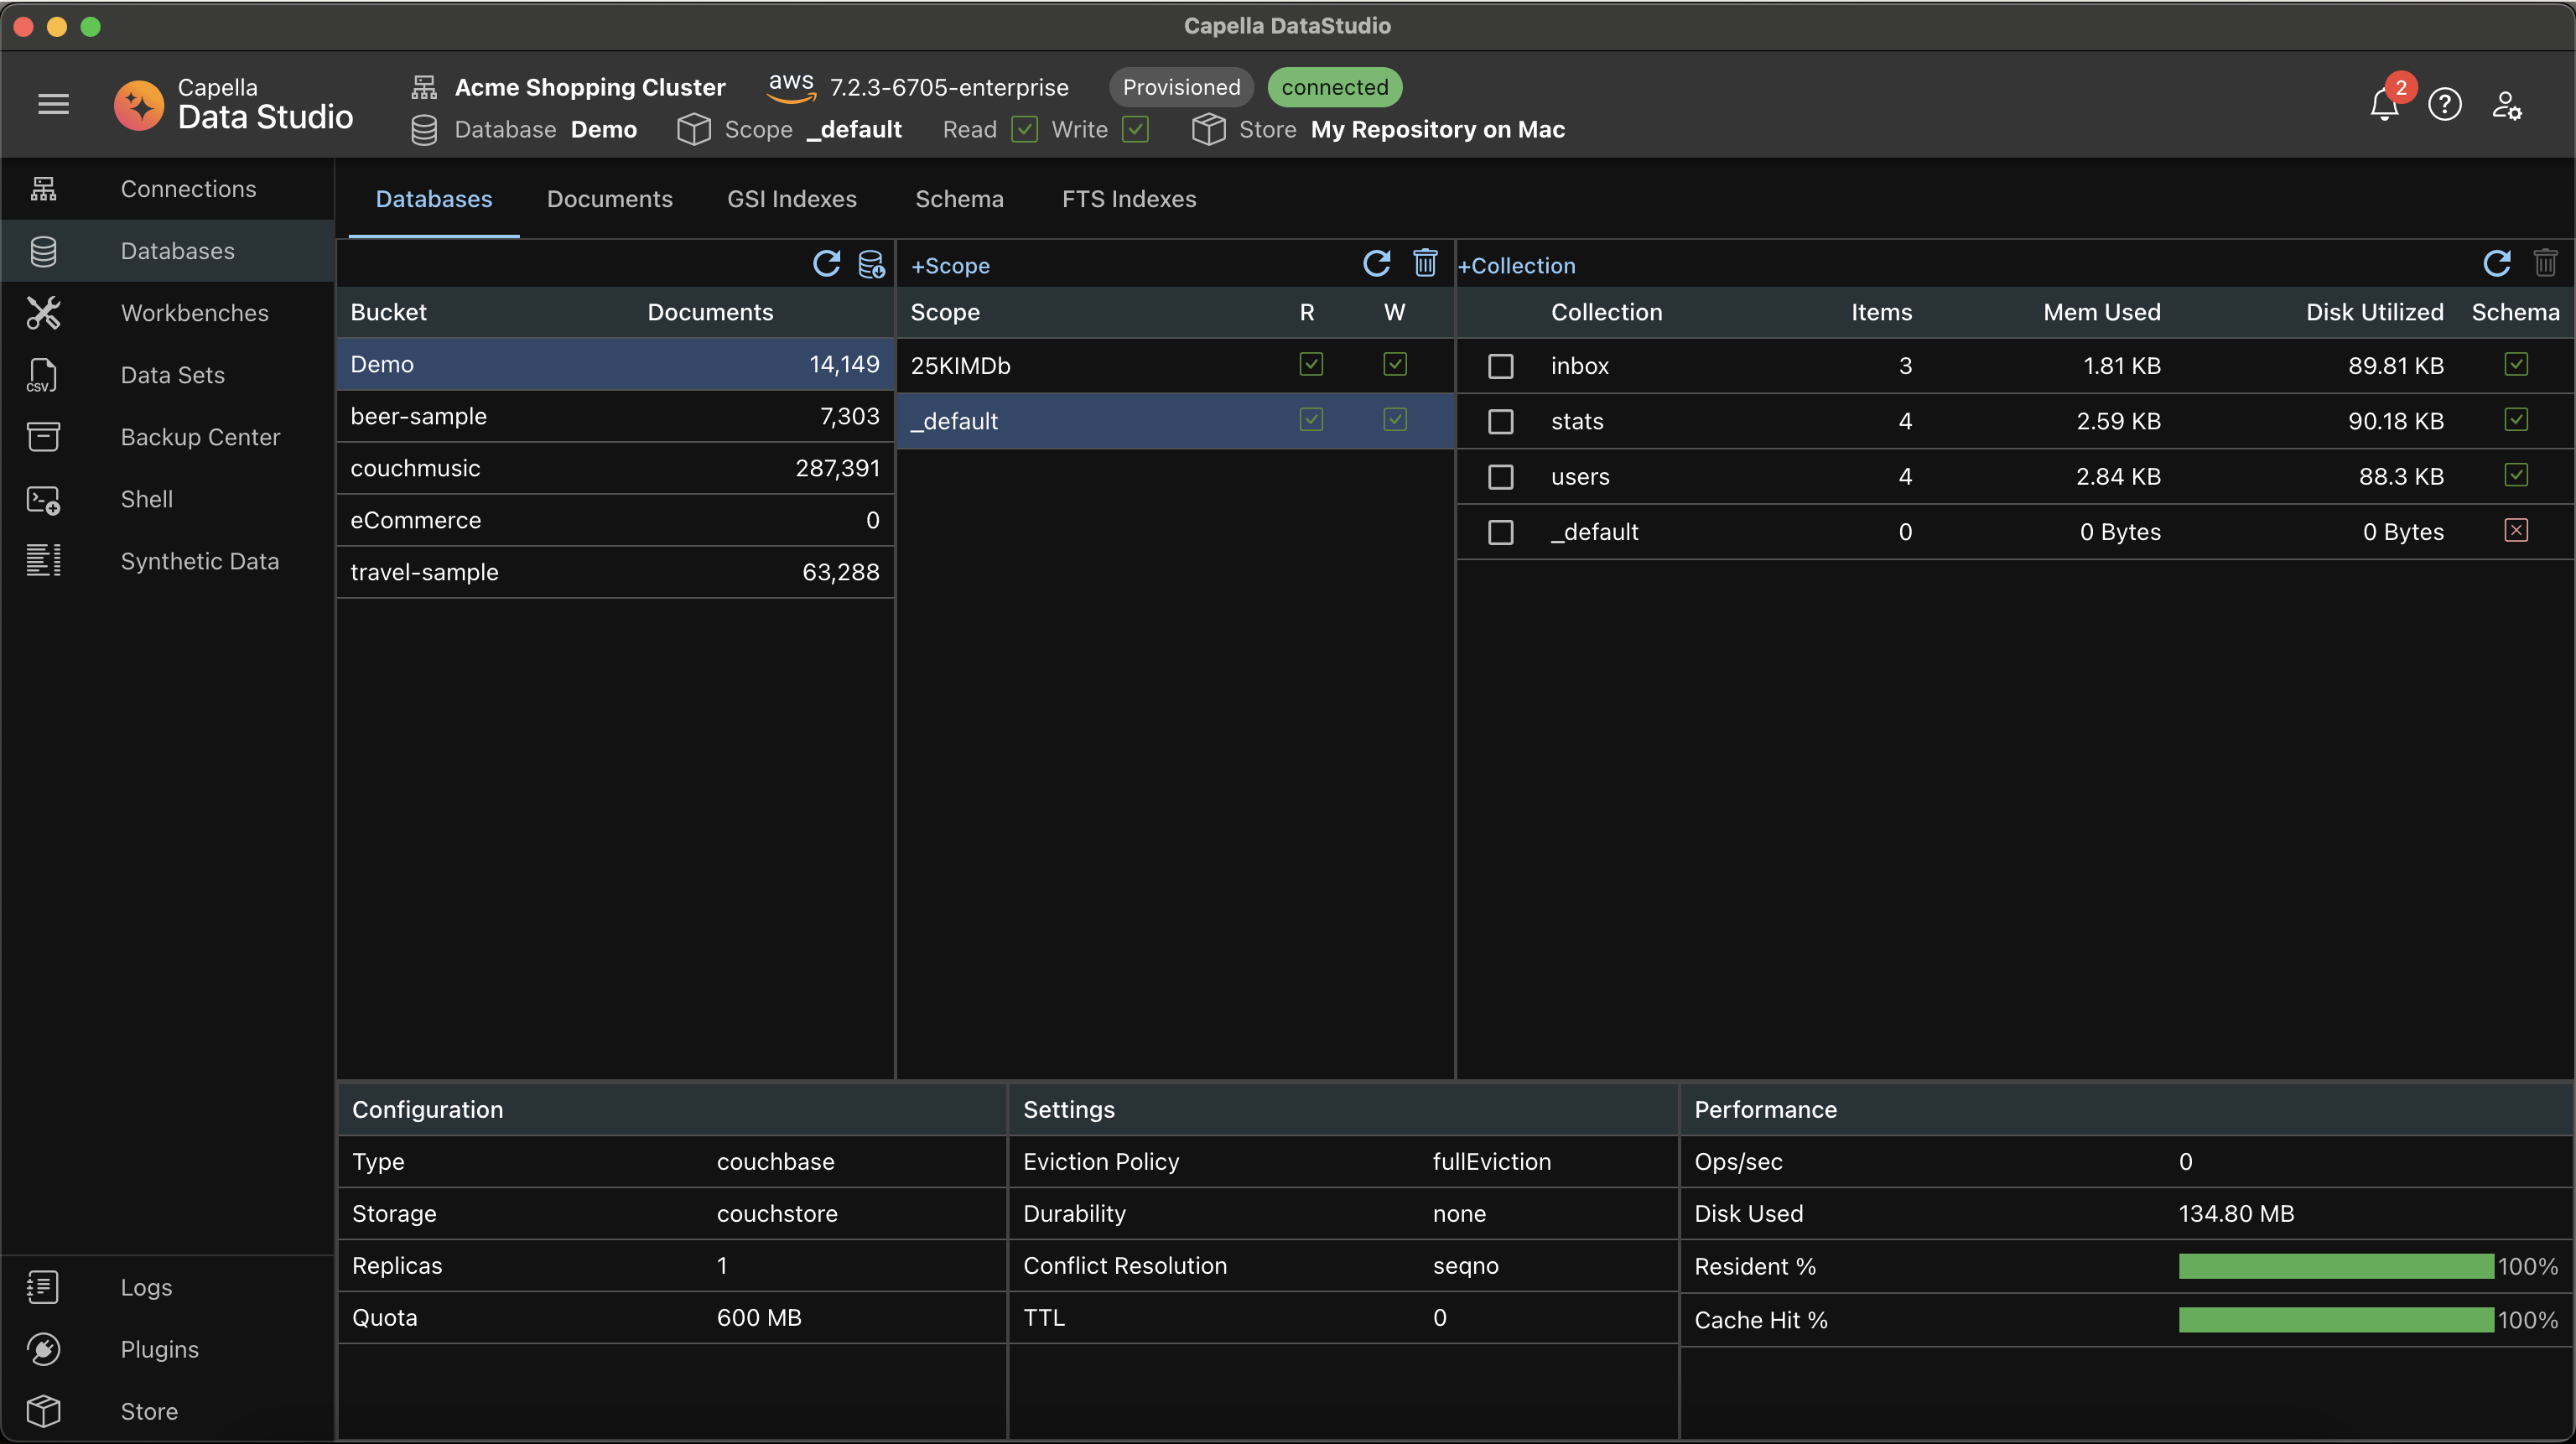 Capella DataStudio
Capella
Data Studio
Acme Shopping Cluster aws 7.2.3-6705-enterprise Provisioned connected
Database Demo Scope _default Read Write Store My Repository on Mac
2
?
Connections
Databases
Workbenches
CSV Data Sets
Backup Center
Shell
Synthetic Data
Logs
Plugins
Store
Databases Documents GSI Indexes Schema FTS Indexes
Bucket Documents
Demo 14,149
beer-sample 7,303
couchmusic 287,391
eCommerce 0
travel-sample 63,288
+Scope
Scope R W
25KIMDb
_default
+Collection
Collection Items Mem Used Disk Utilized Schema
inbox 3 1.81 KB 89.81 KB
stats 4 2.59 KB 90.18 KB
users 4 2.84 KB 88.3 KB
_default 0 0 Bytes 0 Bytes
Configuration
Type couchbase
Storage couchstore
Replicas 1
Quota 600 MB
Settings
Eviction Policy fullEviction
Durability none
Conflict Resolution seqno
TTL 0
Performance
Ops/sec 0
Disk Used 134.80 MB
Resident % 100%
Cache Hit % 100%